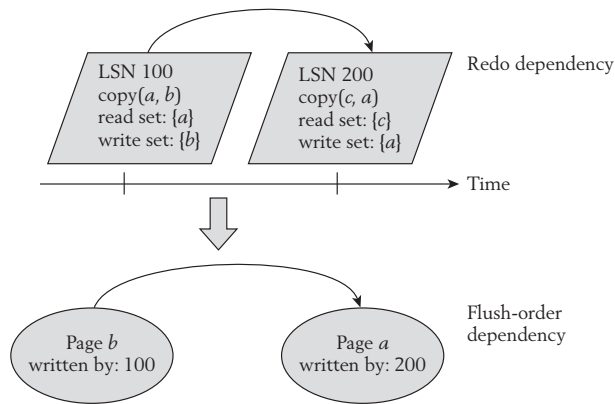 LSN 100
copy(a, b)
read set: {a}
write set: {b}
LSN 200
copy(c, a)
read set: {c}
write set: {a}
Redo dependency
Time
Page b
written by: 100
Page a
written by: 200
Flush-order
dependency